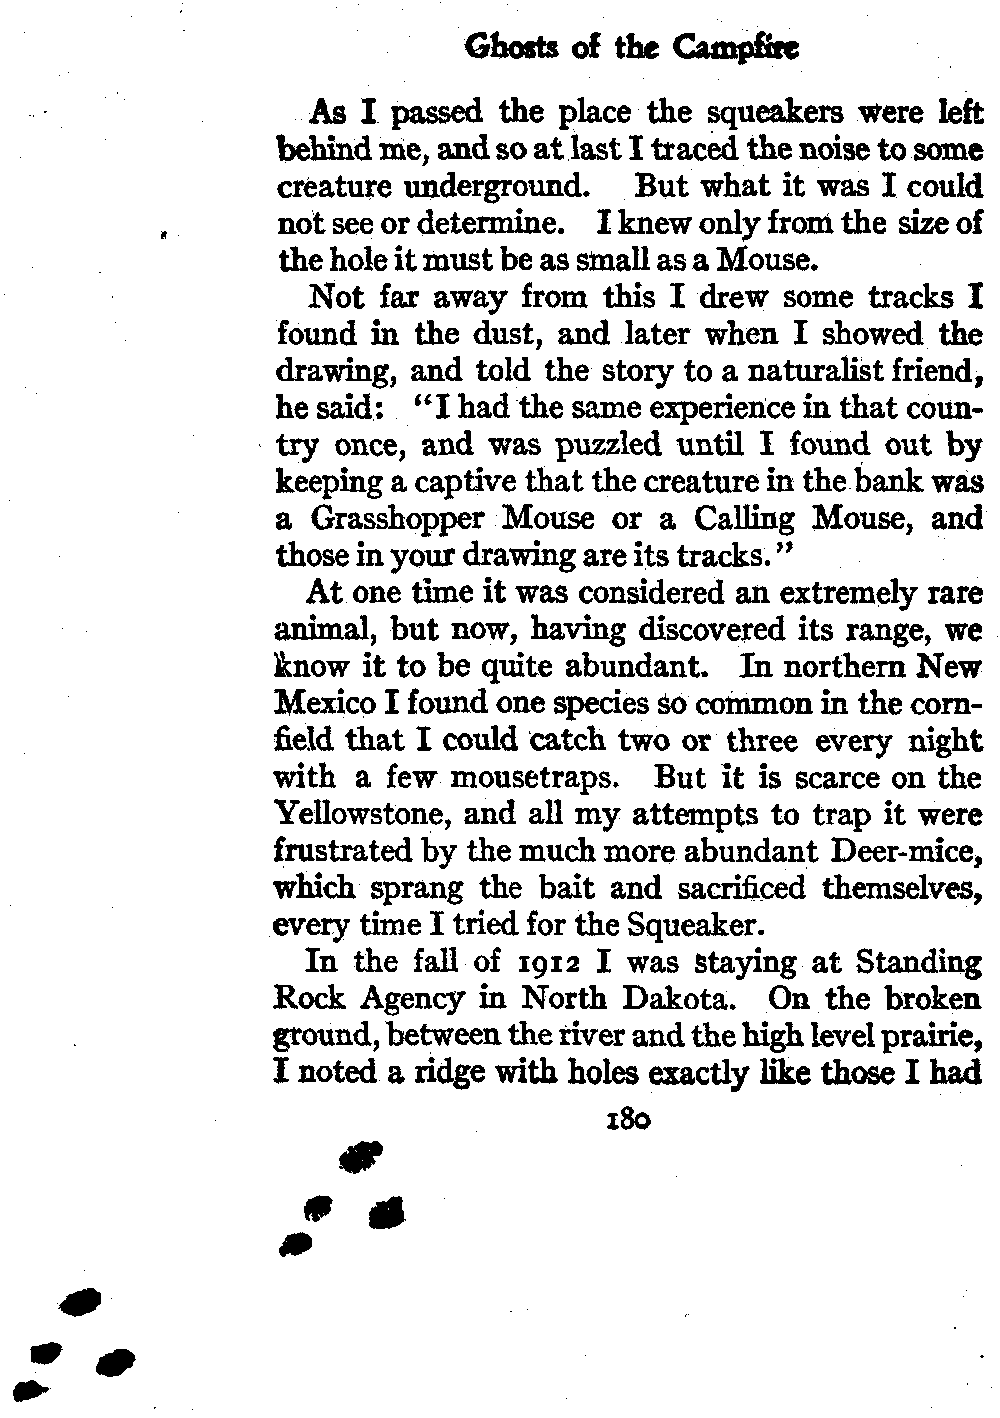 Ghosts of the Campfire
As I passed the place the squeakers were left
behind me, and so at last I traced the noise to some
creature underground. But what it was I could
not see or determine. I knew only from the size of
the hole it must be as small as a Mouse.
Not far away from this I drew some tracks I
found in the dust, and later when I showed the
drawing, and told the story to a naturalist friend,
he said: "I had the same experience in that coun-
try once, and was puzzled until I found out by
keeping a captive that the creature in the bank was
a Grasshopper Mouse or a Calling Mouse, and
those in your drawing are its tracks."
At one time it was considered an extremely rare
animal, but now, having discovered its range, we
know it to be quite abundant. In northern New
Mexico I found one species so common in the corn-
field that I could catch two or three every night
with a few mousetraps. But it is scarce on the
Yellowstone, and all my attempts to trap it were
frustrated by the much more abundant Deer-mice,
which sprang the bait and sacrificed themselves,
every time I tried for the Squeaker.
In the fall of 1912 I was staying at Standing
Rock Agency in North Dakota. On the broken
ground, between the river and the high level prairie,
I noted a ridge with holes exactly like those I had
180